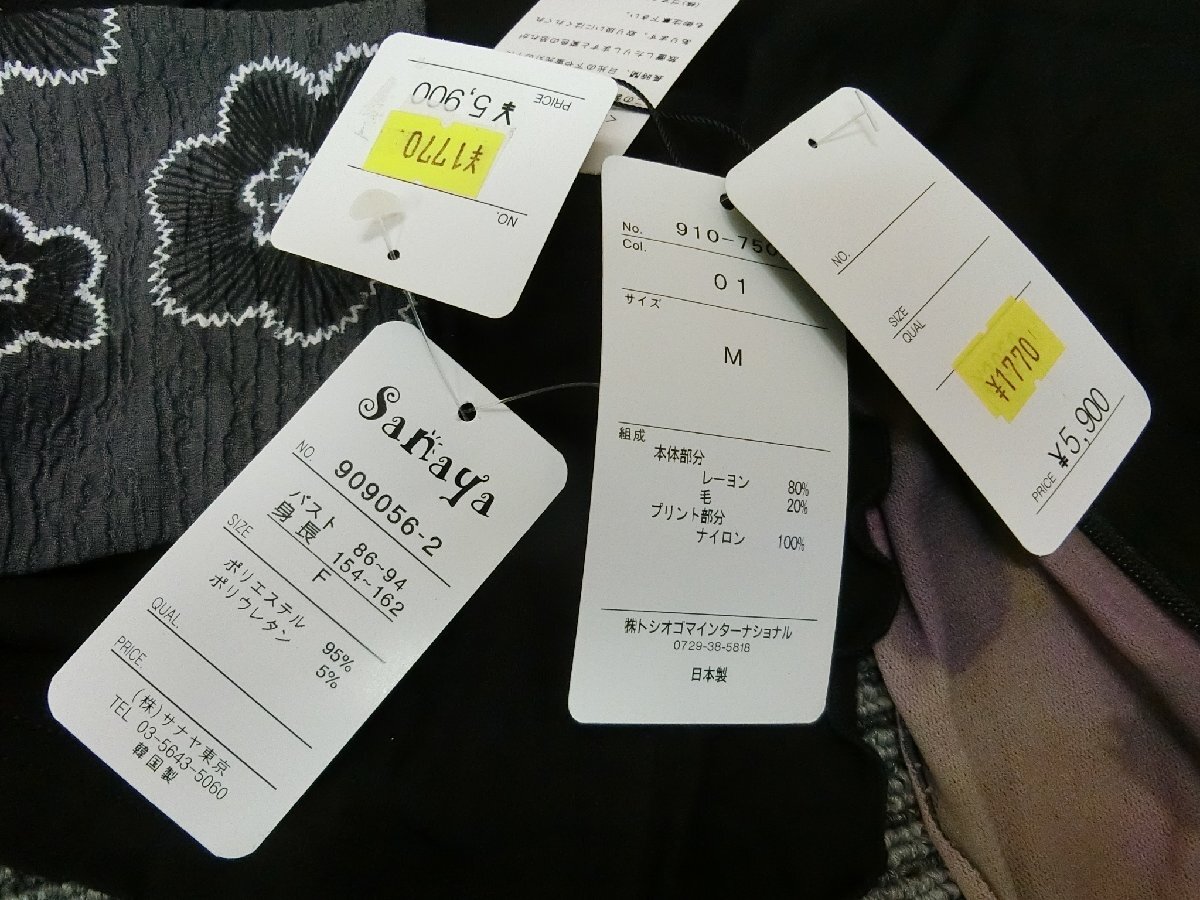 PRICE
¥5,900
¥1770
NO.
Sanaya
NO.
909056-2
バスト 86~94
身長 154~162
SIZE
F
ポリエステル 95%
ポリウレタン 5%
QUAL
PRICE
(株)サナヤ東京
TEL 03-5643-5060
韓国製
No. 910-750
Col.
01
サイズ
M
組成
本体部分
レーヨン 80%
毛 20%
プリント部分
ナイロン 100%
株トシオゴマインターナショナル
0729-38-5818
日本製
NO.
SIZE
QUAL
¥1770
PRICE ¥5,900